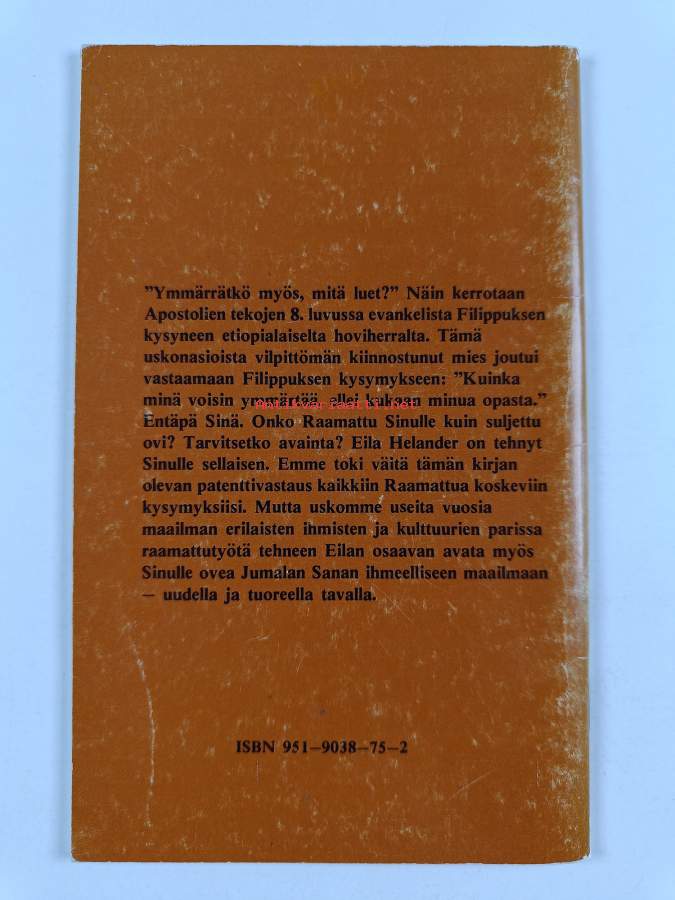 ”Ymmärrätkö myös, mitä luet?” Näin kerrotaan
Apostolien tekojen 8. luvussa evankelista Filippuksen
kysyneen etiopialaiselta hoviherralta. Tämä
uskonasioista vilpittömän kiinnostunut mies joutui
vastaamaan Filippuksen kysymykseen: ”Kuinka
minä voisin ymmärtää, ellei kukaan minua opasta.”
Antikvariaatti.net
Entäpä Sinä. Onko Raamattu Sinulle kuin suljettu
ovi? Tarvitsetko avainta? Eila Helander on tehnyt
Sinulle sellaisen. Emme toki väitä tämän kirjan
olevan patenttivastaus kaikkiin Raamattua koskeviin
kysymyksiisi. Mutta uskomme useita vuosia
maailman erilaisten ihmisten ja kulttuurien parissa
raamattutyötä tehneen Eilan osaavan avata myös
Sinulle ovea Jumalan Sanan ihmeelliseen maailmaan
— uudella ja tuoreella tavalla.
ISBN 951—9038—75—2